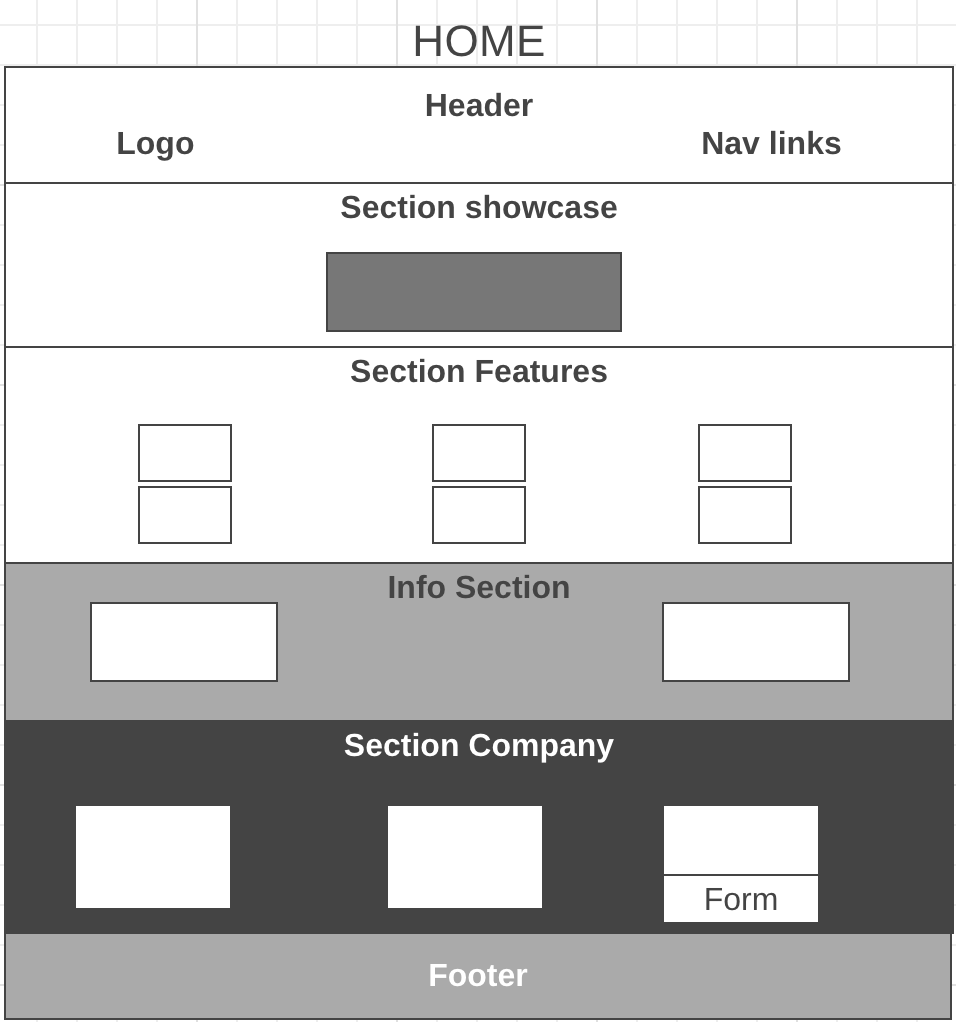 HOME
Header
Logo
Nav links
Section showcase
Section Features
Info Section
Section Company
Form
Footer